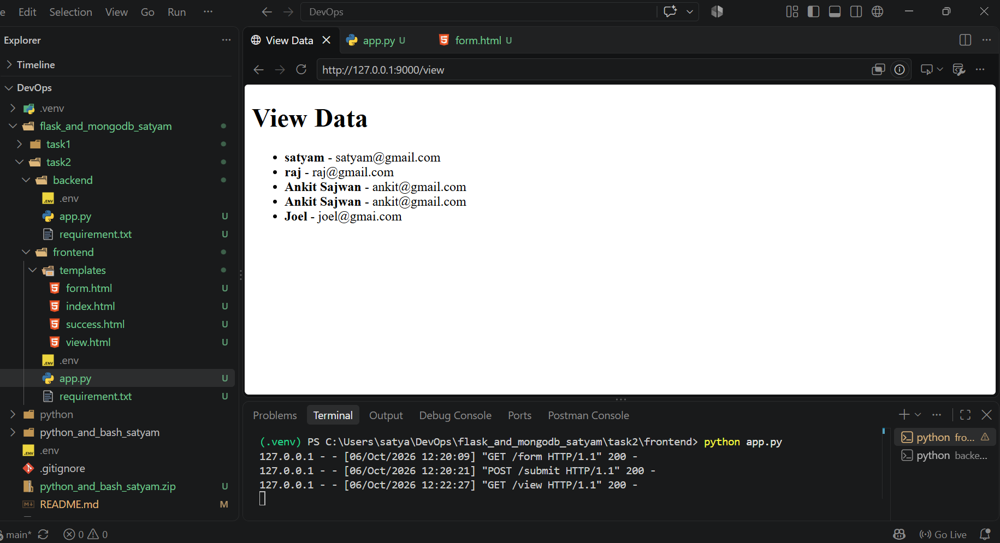 e Edit Selection View Go Run ··· DevOps
Explorer ···
Timeline
DevOps
.venv
flask_and_mongodb_satyam
task1
task2
backend
.env
app.py U
requirement.txt U
frontend
templates
form.html U
index.html U
success.html U
view.html U
.env
app.py U
requirement.txt U
python
python_and_bash_satyam
.env
.gitignore
python_and_bash_satyam.zip U
README.md M
View Data app.py U form.html U
http://127.0.0.1:9000/view
View Data
• satyam - satyam@gmail.com
• raj - raj@gmail.com
• Ankit Sajwan - ankit@gmail.com
• Ankit Sajwan - ankit@gmail.com
• Joel - joel@gmai.com
Problems Terminal Output Debug Console Ports Postman Console
(.venv) PS C:\Users\satya\DevOps\flask_and_mongodb_satyam\task2\frontend> python app.py
127.0.0.1 - - [06/Oct/2026 12:20:09] "GET /form HTTP/1.1" 200 -
127.0.0.1 - - [06/Oct/2026 12:20:21] "POST /submit HTTP/1.1" 200 -
127.0.0.1 - - [06/Oct/2026 12:22:27] "GET /view HTTP/1.1" 200 -
python fro...
python backe...
main* 0 0 Go Live